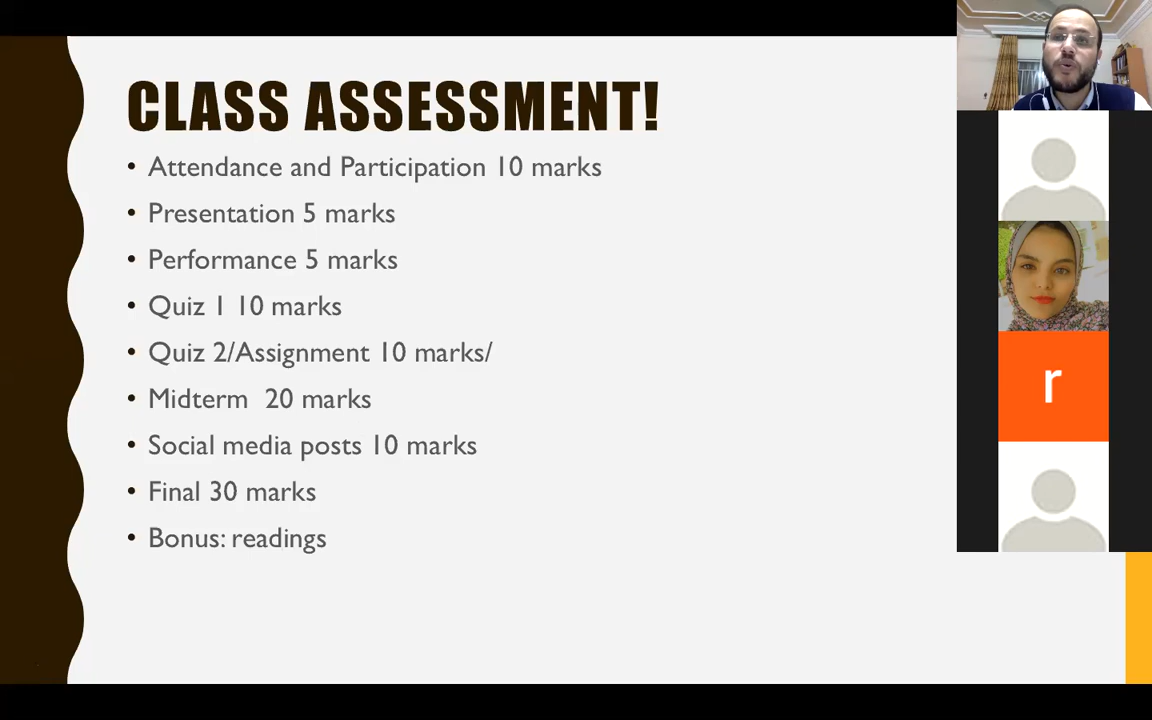 CLASS ASSESSMENT!
• Attendance and Participation 10 marks
• Presentation 5 marks
• Performance 5 marks
• Quiz 1 10 marks
• Quiz 2/Assignment 10 marks/
• Midterm  20 marks
• Social media posts 10 marks
• Final 30 marks
• Bonus: readings
r